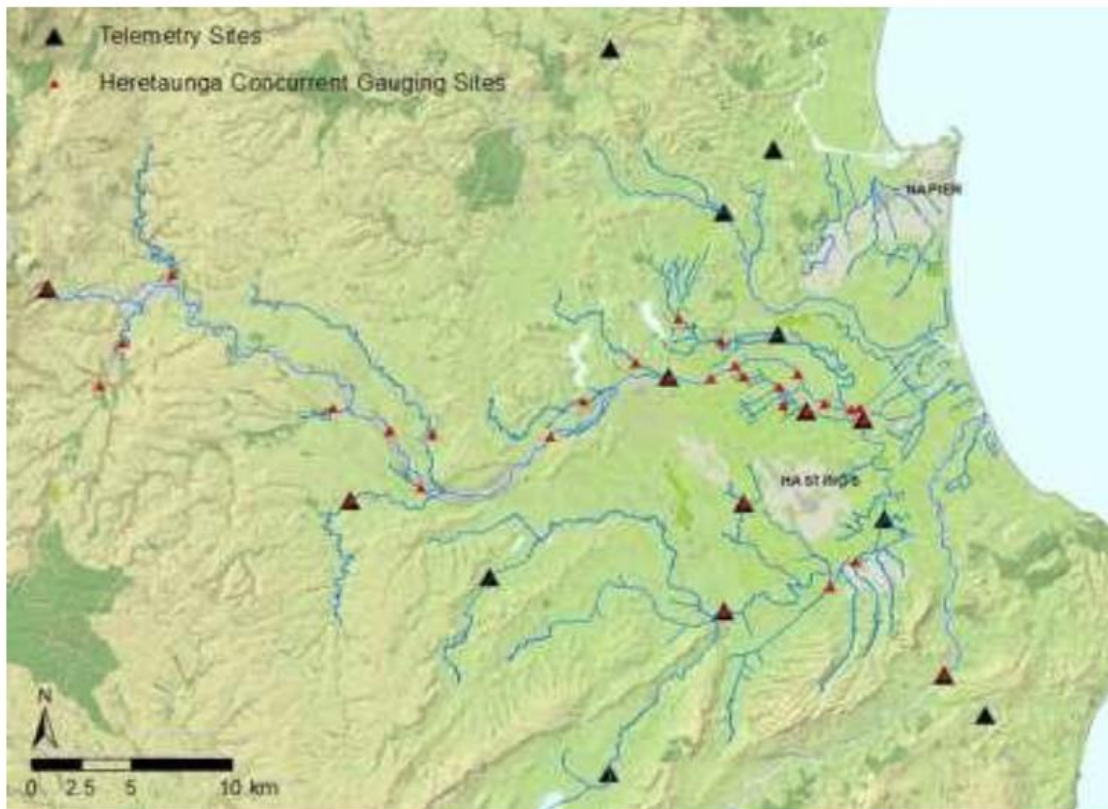 Telemetry Sites
Heretaunga Concurrent Gauging Sites
NAPIER
HASTINGS
N
0 2.5 5 10 km